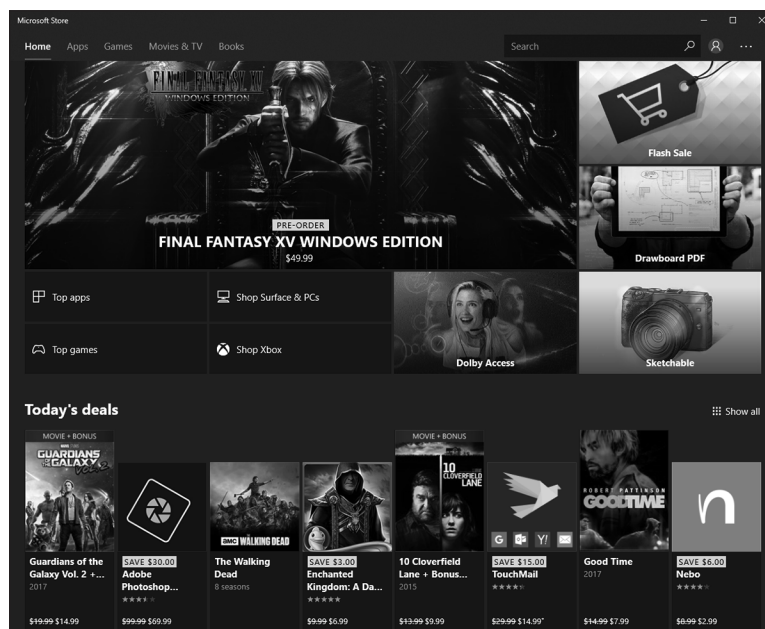 Microsoft Store
Home Apps Games Movies & TV Books
Search
FINAL FANTASY XV
WINDOWS EDITION
PRE-ORDER
FINAL FANTASY XV WINDOWS EDITION
$49.99
Flash Sale
Drawboard PDF
Top apps
Shop Surface & PCs
Top games
Shop Xbox
Dolby Access
Sketchable
Today's deals
Show all
MOVIE + BONUS
GUARDIANS
OF THE GALAXY Vol. 2
Guardians of the
Galaxy Vol. 2 +...
2017
$19.99 $14.99
SAVE $30.00
Adobe
Photoshop...
$99.99 $69.99
amc THE WALKING DEAD
The Walking
Dead
8 seasons
SAVE $3.00
Enchanted
Kingdom: A Da...
$9.99 $6.99
MOVIE + BONUS
10
CLOVERFIELD
LANE
10 Cloverfield
Lane + Bonus...
2015
$13.99 $9.99
G Y!
SAVE $15.00
TouchMail
$29.99 $14.99*
ROBERT PATTINSON
GOOD TIME
Good Time
2017
$14.99 $7.99
n
SAVE $6.00
Nebo
$8.99 $2.99